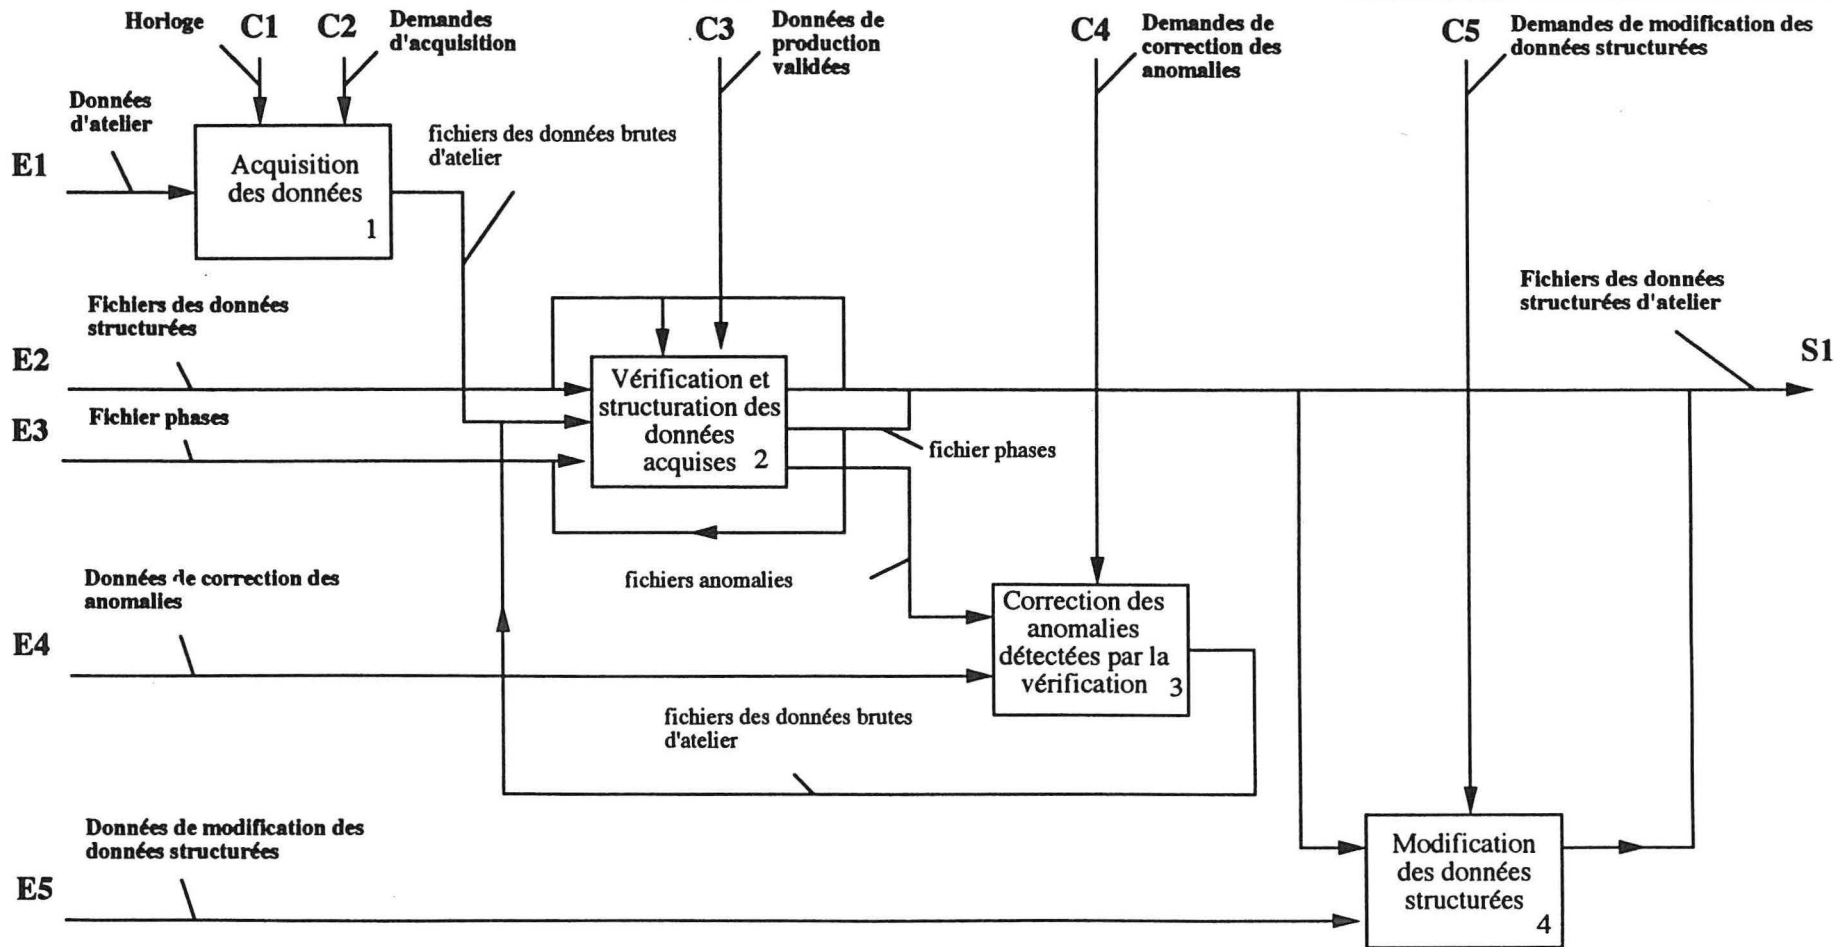 Horloge
C1
C2
Demandes
d'acquisition
C3
Données de
production
validées
C4
Demandes de
correction des
anomalies
C5
Demandes de modification des
données structurées
Données
d'atelier
E1
Acquisition
des données
1
fichiers des données brutes
d'atelier
Fichiers des données
structurées
E2
Fichiers des données
structurées d'atelier
S1
Fichier phases
E3
Vérification et
structuration des
données
acquises 2
fichier phases
Données de correction des
anomalies
E4
fichiers anomalies
Correction des
anomalies
détectées par la
vérification 3
fichiers des données brutes
d'atelier
Données de modification des
données structurées
E5
Modification
des données
structurées
4